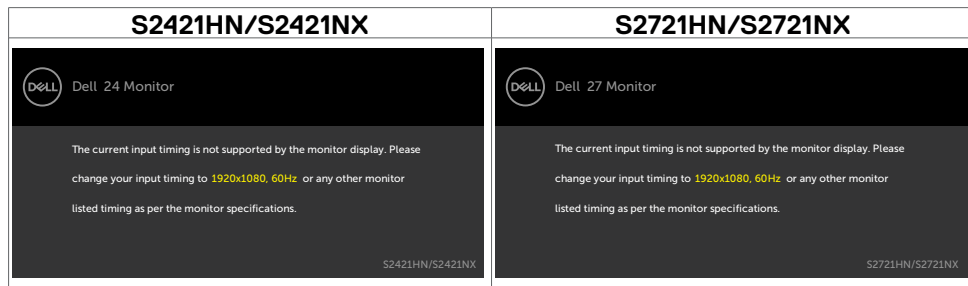 S2421HN/S2421NX
S2721HN/S2721NX
DELL
Dell 24 Monitor
The current input timing is not supported by the monitor display. Please
change your input timing to 1920x1080, 60Hz or any other monitor
listed timing as per the monitor specifications.
S2421HN/S2421NX
DELL
Dell 27 Monitor
The current input timing is not supported by the monitor display. Please
change your input timing to 1920x1080, 60Hz or any other monitor
listed timing as per the monitor specifications.
S2721HN/S2721NX